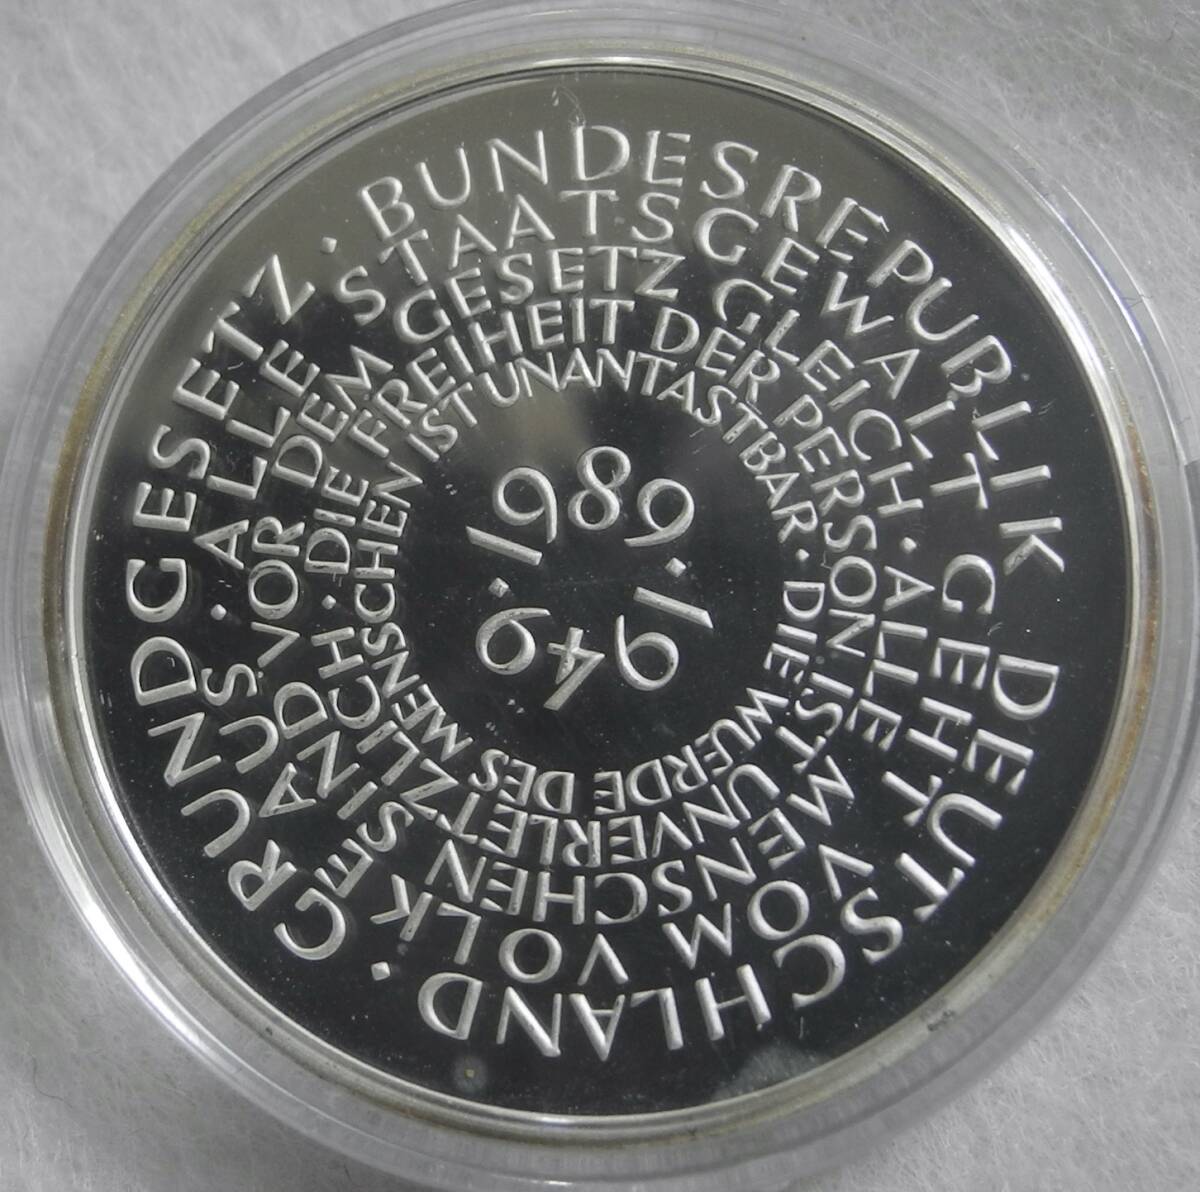 GRUNDGESETZ · BUNDESREPUBLIK DEUTSCHLAND ·
ALLE STAATSGEWALT GEHT VOM VOLKE AUS ·
ALLE MENSCHEN SIND VOR DEM GESETZ GLEICH ·
DIE FREIHEIT DER PERSON IST UNVERLETZLICH ·
DIE WUERDE DES MENSCHEN IST UNANTASTBAR ·
· 1989 · 1949